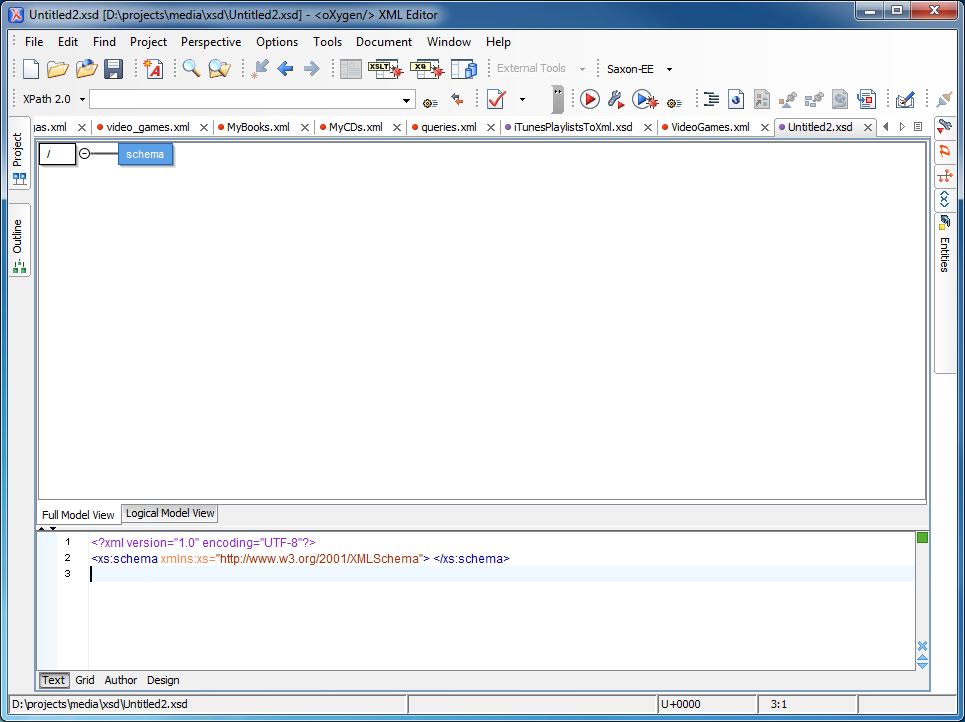 Untitled2.xsd [D:\projects\media\xsd\Untitled2.xsd] - <oXygen/> XML Editor
File Edit Find Project Perspective Options Tools Document Window Help
XSLT XQ External Tools Saxon-EE
XPath 2.0
as.xml video_games.xml MyBooks.xml MyCDs.xml queries.xml iTunesPlaylistsToXml.xsd VideoGames.xml Untitled2.xsd
Project
Outline
Entities
/ schema
Full Model View Logical Model View
1 <?xml version="1.0" encoding="UTF-8"?>
2 <xs:schema xmlns:xs="http://www.w3.org/2001/XMLSchema"> </xs:schema>
3
Text Grid Author Design
D:\projects\media\xsd\Untitled2.xsd U+0000 3:1